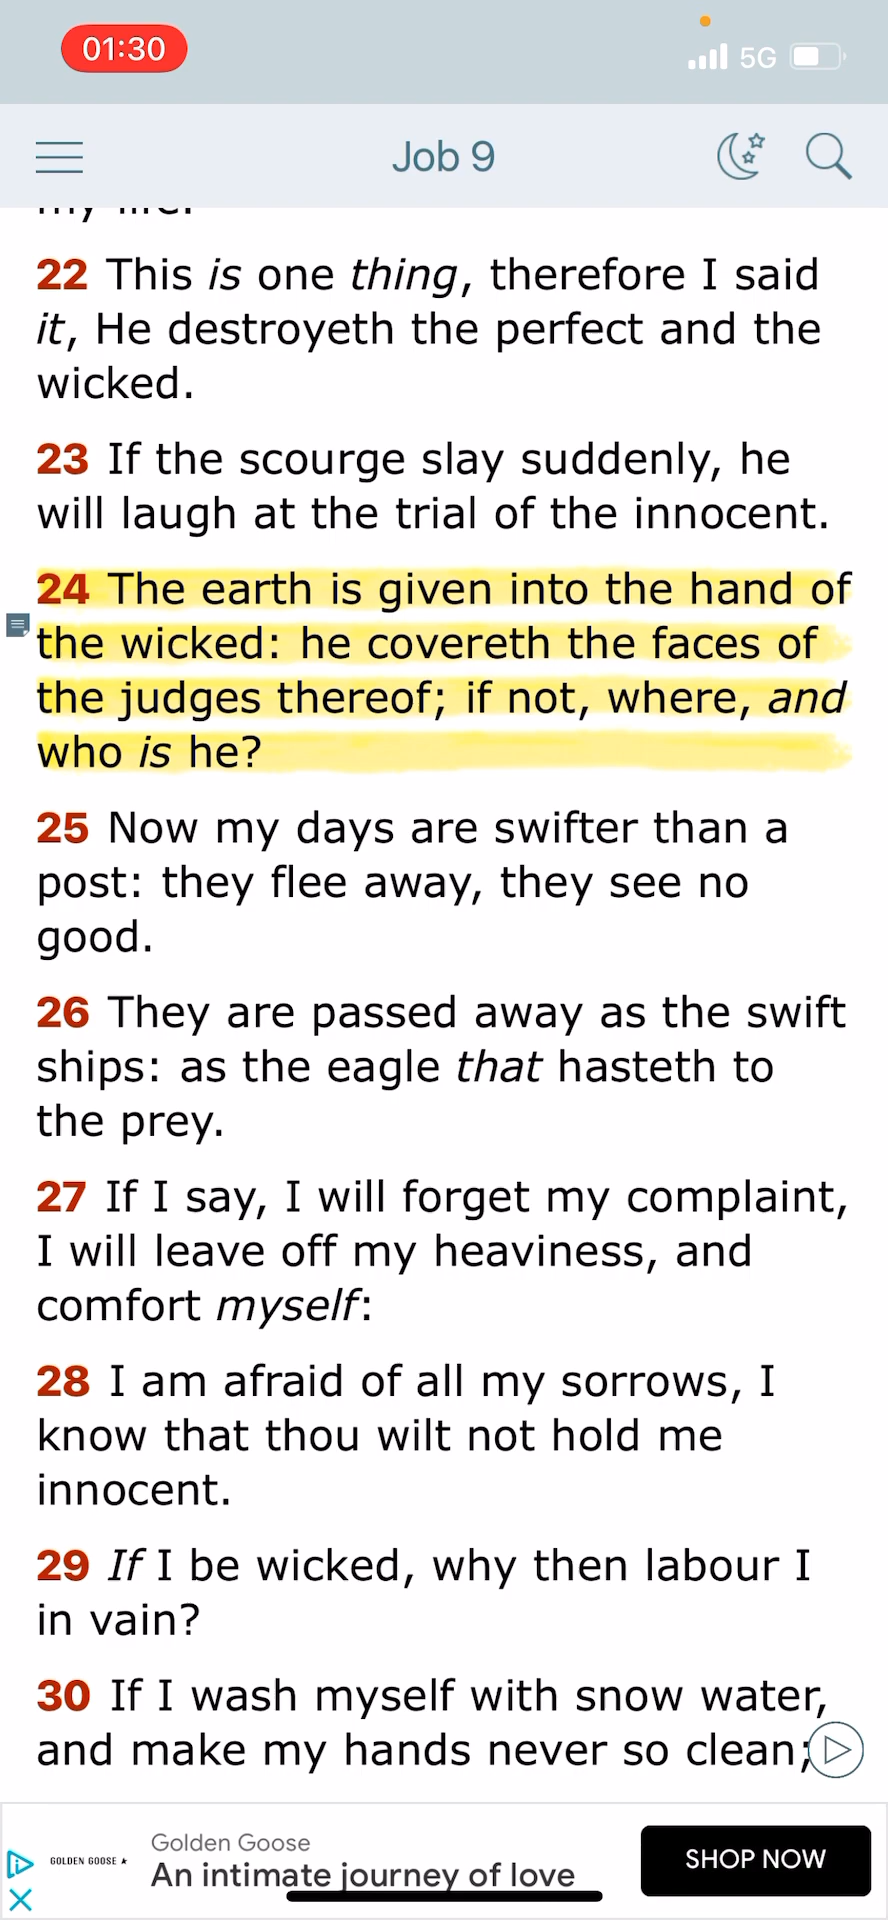 01:30
5G
Job 9
my life.
22 This is one thing, therefore I said
it, He destroyeth the perfect and the
wicked.
23 If the scourge slay suddenly, he
will laugh at the trial of the innocent.
24 The earth is given into the hand of
the wicked: he covereth the faces of
the judges thereof; if not, where, and
who is he?
25 Now my days are swifter than a
post: they flee away, they see no
good.
26 They are passed away as the swift
ships: as the eagle that hasteth to
the prey.
27 If I say, I will forget my complaint,
I will leave off my heaviness, and
comfort myself:
28 I am afraid of all my sorrows, I
know that thou wilt not hold me
innocent.
29 If I be wicked, why then labour I
in vain?
30 If I wash myself with snow water,
and make my hands never so clean;
Golden Goose
GOLDEN GOOSE
An intimate journey of love
SHOP NOW